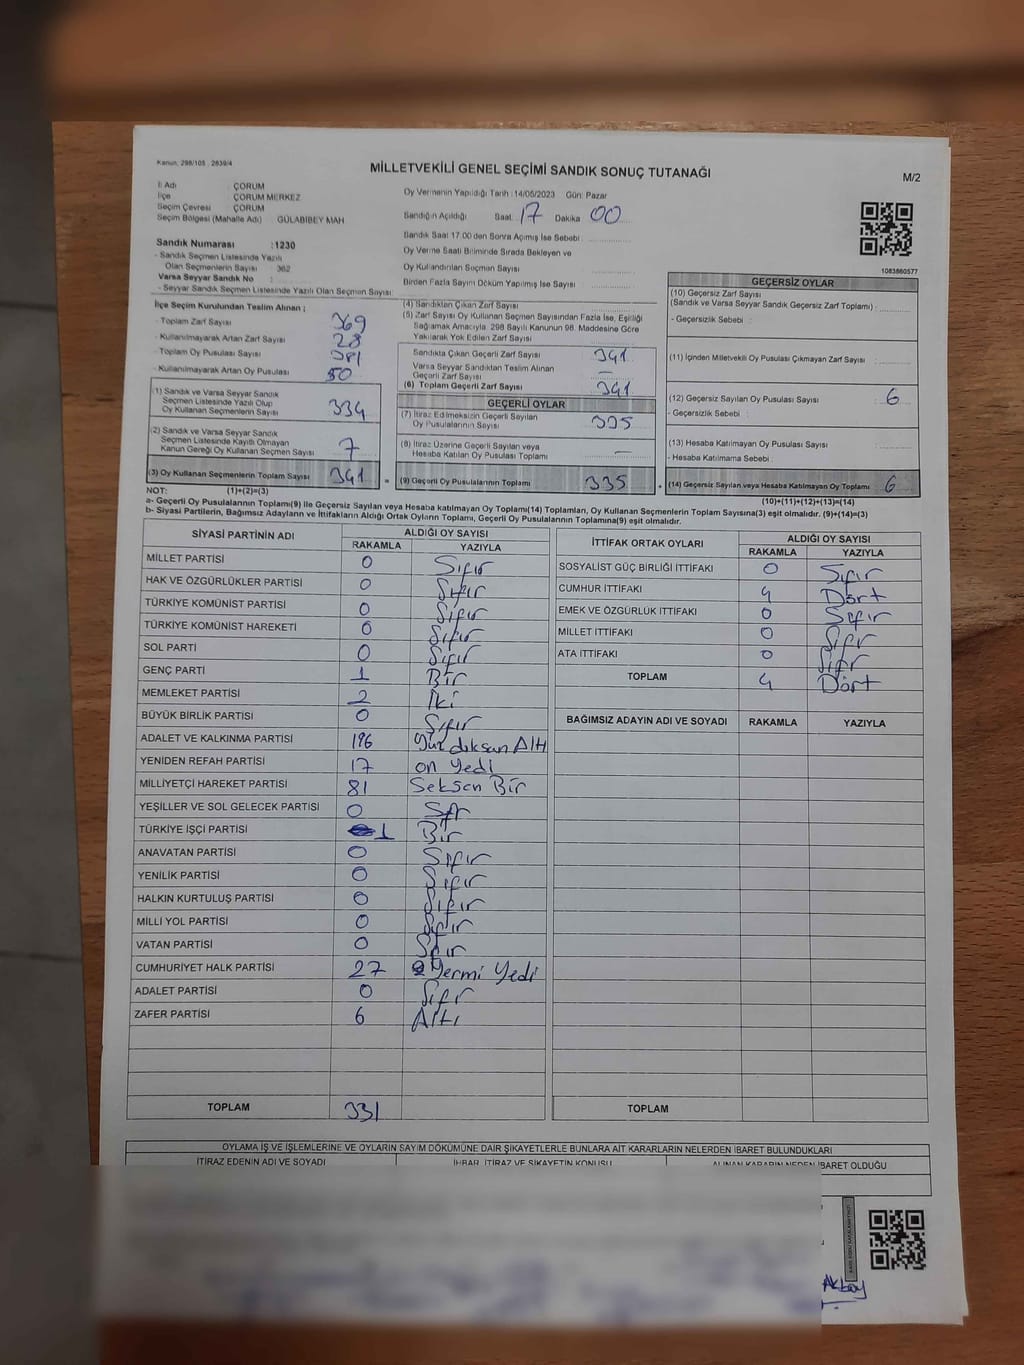 Kanun, 298/105 , 2839/4
MİLLETVEKİLİ GENEL SEÇİMİ SANDIK SONUÇ TUTANAĞI
M/2
İl Adı : ÇORUM
İlçe : ÇORUM MERKEZ
Seçim Çevresi : ÇORUM
Seçim Bölgesi (Mahalle Adı) GÜLABİBEY MAH
Oy Vermenin Yapıldığı Tarih :14/05/2023 Gün: Pazar
Sandığın Açıldığı Saat: 17 Dakika 00
Sandık Saat 17.00 den Sonra Açımış İse Sebebi :
Oy Verme Saati Bitiminde Sırada Bekleyen ve
Oy Kullandırılan Seçmen Sayısı
Birden Fazla Sayım Döküm Yapılmış İse Sayısı
1083860577
Sandık Numarası :1230
- Sandık Seçmen Listesinde Yazılı
Olan Seçmenlerin Sayısı : 362
Varsa Seyyar Sandık No :
- Seyyar Sandık Seçmen Listesinde Yazılı Olan Seçmen Sayısı:
İlçe Seçim Kurulundan Teslim Alınan ;
- Toplam Zarf Sayısı 369
- Kullanılmayarak Artan Zarf Sayısı 28
- Toplam Oy Pusulası Sayısı
- Kullanılmayarak Artan Oy Pusulası 50
(1) Sandık ve Varsa Seyyar Sandık
Seçmen Listesinde Yazılı Olup
Oy Kullanan Seçmenlerin Sayısı 334
(2) Sandık ve Varsa Seyyar Sandık
Seçmen Listesinde Kayıtlı Olmayan
Kanun Gereği Oy Kullanan Seçmen Sayısı 7
(3) Oy Kullanan Seçmenlerin Toplam Sayısı 341 =
(4) Sandıktan Çıkan Zarf Sayısı
(5) Zarf Sayısı Oy Kullanan Seçmen Sayısından Fazla İse, Eşitliği
Sağlamak Amacıyla 298 Sayılı Kanunun 98. Maddesine Göre
Yakılarak Yok Edilen Zarf Sayısı
Sandıkta Çıkan Geçerli Zarf Sayısı 341
Varsa Seyyar Sandıktan Teslim Alınan
Geçerli Zarf Sayısı —
(6) Toplam Geçerli Zarf Sayısı 341
GEÇERLİ OYLAR
(7) İtiraz Edilmeksizin Geçerli Sayılan
Oy Pusulalarının Sayısı 335
(8) İtiraz Üzerine Geçerli Sayılan veya
Hesaba Katılan Oy Pusulası Toplamı —
(9) Geçerli Oy Pusulalarının Toplamı 335 +
GEÇERSİZ OYLAR
(10) Geçersiz Zarf Sayısı
(Sandık ve Varsa Seyyar Sandık Geçersiz Zarf Toplamı) :
- Geçersizlik Sebebi :
(11) İçinden Milletvekili Oy Pusulası Çıkmayan Zarf Sayısı :
(12) Geçersiz Sayılan Oy Pusulası Sayısı : 6
- Geçersizlik Sebebi :
(13) Hesaba Katılmayan Oy Pusulası Sayısı :
- Hesaba Katılmama Sebebi :
(14) Geçersiz Sayılan veya Hesaba Katılmayan Oy Toplamı 6
NOT: (1)+(2)=(3)
(10)+(11)+(12)+(13)=(14)
a- Geçerli Oy Pusulalarının Toplamı(9) ile Geçersiz Sayılan veya Hesaba katılmayan Oy Toplamı(14) Toplamları, Oy Kullanan Seçmenlerin Toplam Sayısına(3) eşit olmalıdır. (9)+(14)=(3)
b- Siyasi Partilerin, Bağımsız Adayların ve İttifakların Aldığı Ortak Oyların Toplamı, Geçerli Oy Pusulalarının Toplamına(9) eşit olmalıdır.
SİYASİ PARTİNİN ADI ALDIĞI OY SAYISI
RAKAMLA YAZIYLA
MİLLET PARTİSİ 0 Sıfır
HAK VE ÖZGÜRLÜKLER PARTİSİ 0 Sıfır
TÜRKİYE KOMÜNİST PARTİSİ 0 Sıfır
TÜRKİYE KOMÜNİST HAREKETİ 0 Sıfır
SOL PARTİ 0 Sıfır
GENÇ PARTİ 1 Bir
MEMLEKET PARTİSİ 2 İki
BÜYÜK BİRLİK PARTİSİ 0 Sıfır
ADALET VE KALKINMA PARTİSİ 196 Yüz doksan Altı
YENİDEN REFAH PARTİSİ 17 on Yedi
MİLLİYETÇİ HAREKET PARTİSİ 81 Seksen Bir
YEŞİLLER VE SOL GELECEK PARTİSİ 0 Sıfır
TÜRKİYE İŞÇİ PARTİSİ 1 Bir
ANAVATAN PARTİSİ 0 Sıfır
YENİLİK PARTİSİ 0 Sıfır
HALKIN KURTULUŞ PARTİSİ 0 Sıfır
MİLLİ YOL PARTİSİ 0 Sıfır
VATAN PARTİSİ 0 Sıfır
CUMHURİYET HALK PARTİSİ 27 Yermi Yedi
ADALET PARTİSİ 0 Sıfır
ZAFER PARTİSİ 6 Altı
TOPLAM 331
İTTİFAK ORTAK OYLARI ALDIĞI OY SAYISI
RAKAMLA YAZIYLA
SOSYALİST GÜÇ BİRLİĞİ İTTİFAKI 0 Sıfır
CUMHUR İTTİFAKI 4 Dört
EMEK VE ÖZGÜRLÜK İTTİFAKI 0 Sıfır
MİLLET İTTİFAKI 0 Sıfır
ATA İTTİFAKI 0 Sıfır
TOPLAM 4 Dört
BAĞIMSIZ ADAYIN ADI VE SOYADI RAKAMLA YAZIYLA
TOPLAM
OYLAMA İŞ VE İŞLEMLERİNE VE OYLARIN SAYIM DÖKÜMÜNE DAİR ŞİKAYETLERLE BUNLARA AİT KARARLARIN NELERDEN İBARET BULUNDUKLARI
İTİRAZ EDENİN ADI VE SOYADI İHBAR, İTİRAZ VE ŞİKAYETİN KONUSU ALINAN KARARIN NEDEN İBARET OLDUĞU